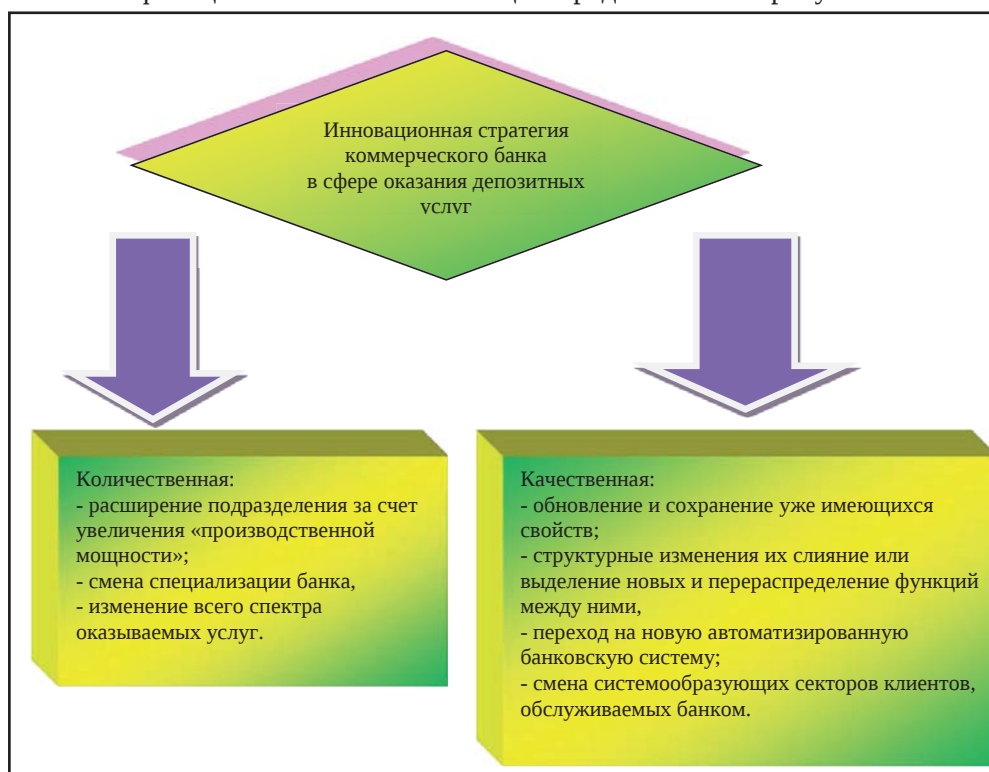 Инновационная стратегия
коммерческого банка
в сфере оказания депозитных
услуг
Количественная:
- расширение подразделения за счет
увеличения «производственной
мощности»;
- смена специализации банка,
- изменение всего спектра
оказываемых услуг.
Качественная:
- обновление и сохранение уже имеющихся
свойств;
- структурные изменения их слияние или
выделение новых и перераспределение функций
между ними,
- переход на новую автоматизированную
банковскую систему;
- смена системообразующих секторов клиентов,
обслуживаемых банком.